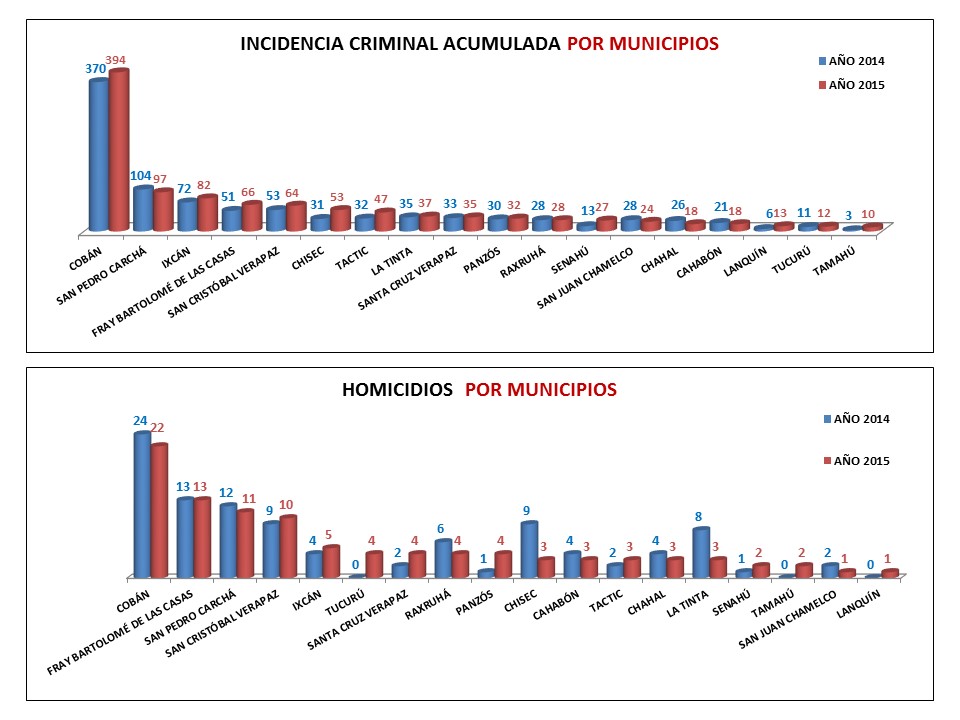 INCIDENCIA CRIMINAL ACUMULADA POR MUNICIPIOS
AÑO 2014
AÑO 2015
370 394 104 97 72 82 51 66 53 64 31 53 32 47 35 37 33 35 30 32 28 28 13 27 28 24 26 18 21 18 6 13 11 12 3 10
COBÁN
SAN PEDRO CARCHÁ
IXCÁN
FRAY BARTOLOMÉ DE LAS CASAS
SAN CRISTÓBAL VERAPAZ
CHISEC
TACTIC
LA TINTA
SANTA CRUZ VERAPAZ
PANZÓS
RAXRUHÁ
SENAHÚ
SAN JUAN CHAMELCO
CHAHAL
CAHABÓN
LANQUÍN
TUCURÚ
TAMAHÚ
HOMICIDIOS POR MUNICIPIOS
AÑO 2014
AÑO 2015
24 22 13 13 12 11 9 10 4 5 0 4 2 4 6 4 1 4 9 3 4 3 2 3 4 3 8 3 1 2 0 2 2 1 0 1
COBÁN
FRAY BARTOLOMÉ DE LAS CASAS
SAN PEDRO CARCHÁ
SAN CRISTÓBAL VERAPAZ
IXCÁN
TUCURÚ
SANTA CRUZ VERAPAZ
RAXRUHÁ
PANZÓS
CHISEC
CAHABÓN
TACTIC
CHAHAL
LA TINTA
SENAHÚ
TAMAHÚ
SAN JUAN CHAMELCO
LANQUÍN